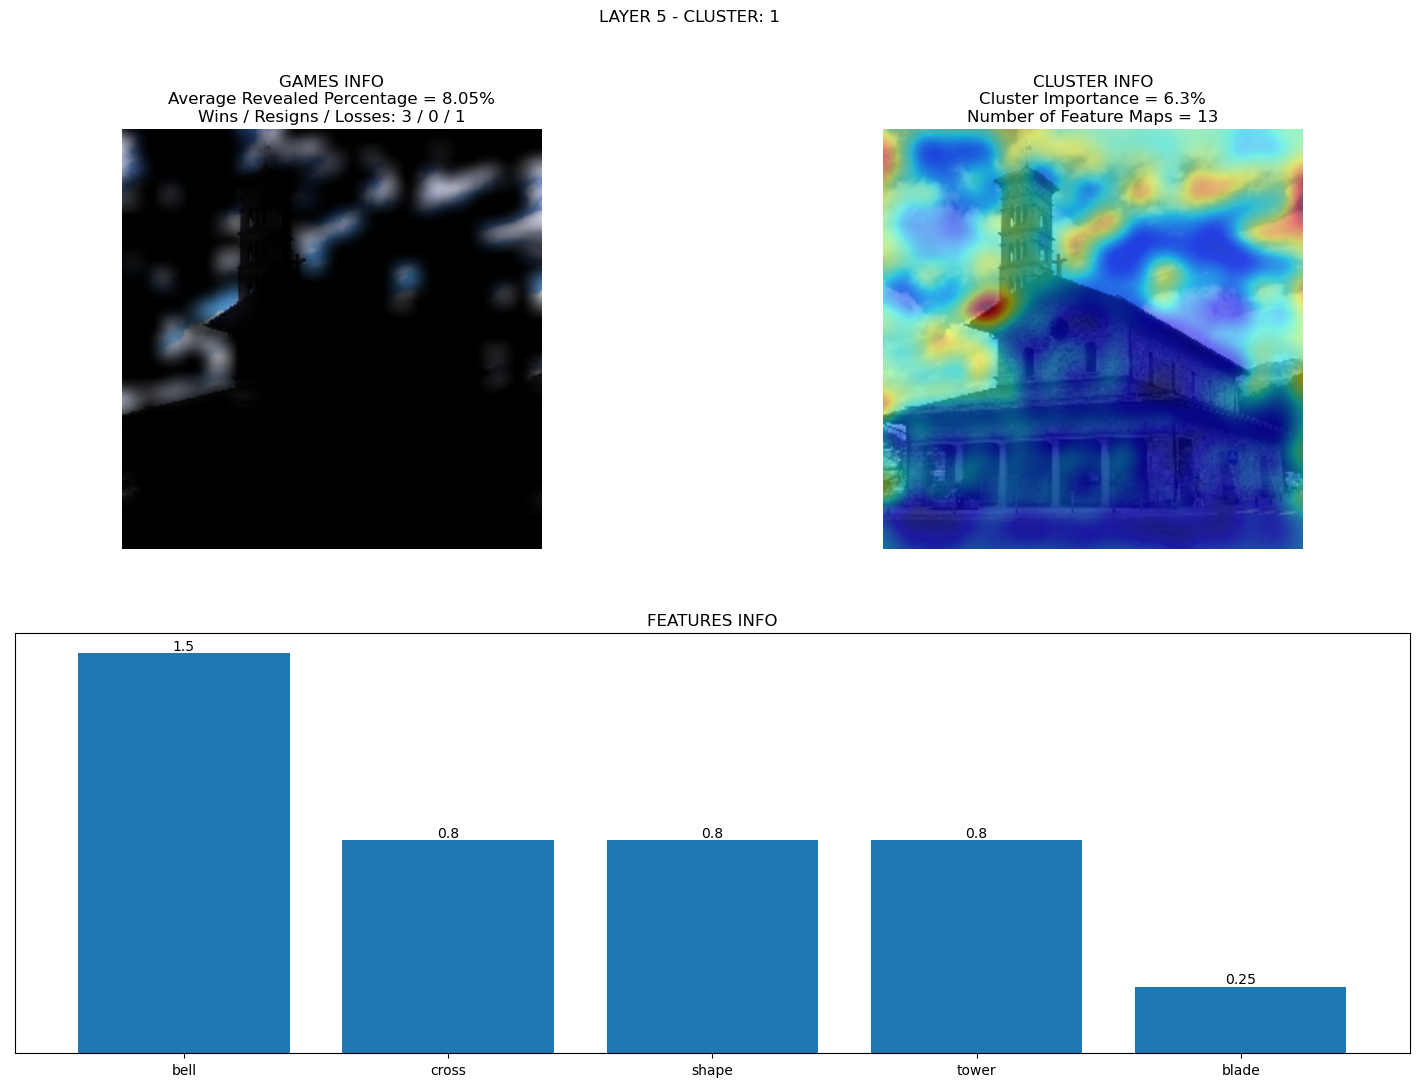 LAYER 5 - CLUSTER: 1
GAMES INFO
Average Revealed Percentage = 8.05%
Wins / Resigns / Losses: 3 / 0 / 1
CLUSTER INFO
Cluster Importance = 6.3%
Number of Feature Maps = 13
FEATURES INFO
1.5
0.8
0.8
0.8
0.25
bell
cross
shape
tower
blade